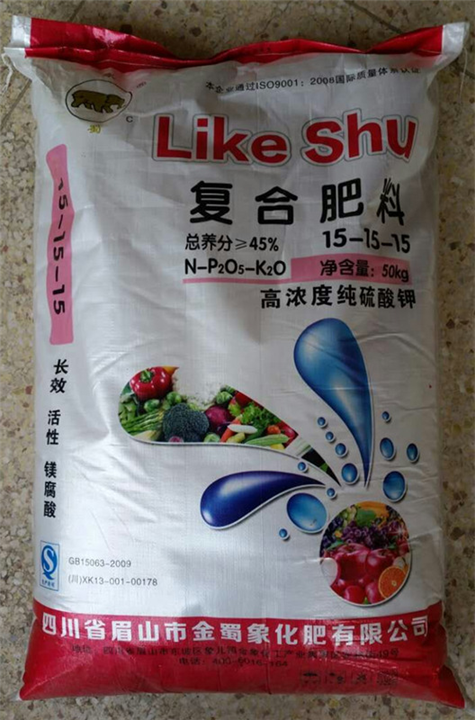 本企业通过ISO9001：2008国际质量体系认证
蜀
Like Shu
复合肥料
总养分≥45% 15-15-15
N-P2O5-K2O 净含量：50kg
高浓度纯硫酸钾
15-15-15
长效 活性 镁腐酸
GB15063-2009
(川)XK13-001-00178
四川省眉山市金蜀象化肥有限公司